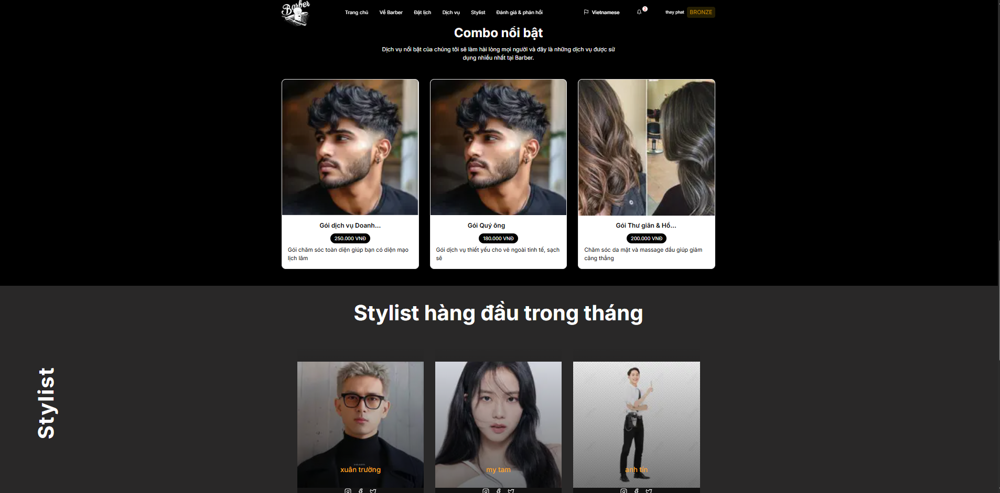 Barber
Trang chủ
Về Barber
Đặt lịch
Dịch vụ
Stylist
Đánh giá & phản hồi
Vietnamese
2
thay phat
BRONZE
Combo nổi bật
Dịch vụ nổi bật của chúng tôi sẽ làm hài lòng mọi người và đây là những dịch vụ được sử
dụng nhiều nhất tại Barber.
Gói dịch vụ Doanh...
250.000 VNĐ
Gói chăm sóc toàn diện giúp bạn có diện mạo
lịch lãm
Gói Quý ông
180.000 VNĐ
Gói dịch vụ thiết yếu cho vẻ ngoài tinh tế, sạch
sẽ
Gói Thư giãn & Hồ...
200.000 VNĐ
Chăm sóc da mặt và massage đầu giúp giảm
căng thẳng
Stylist hàng đầu trong tháng
Stylist
xuân trường
my tam
anh tín